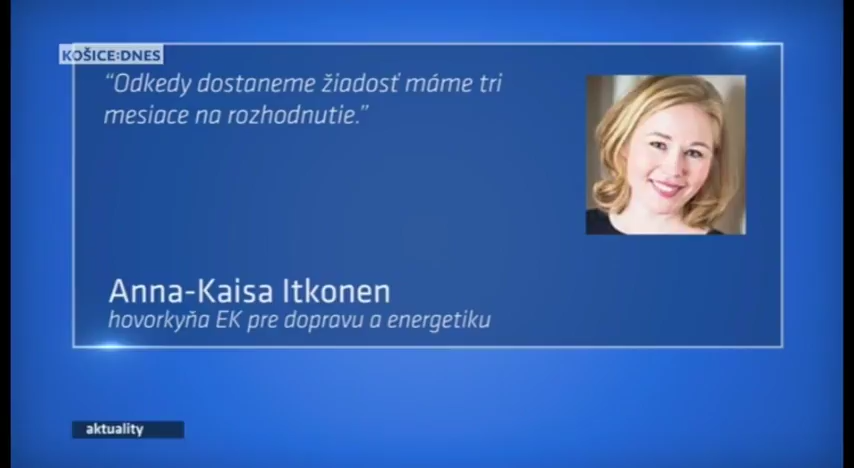 KOŠICE:DNES
“Odkedy dostaneme žiadosť máme tri
mesiace na rozhodnutie.”
Anna-Kaisa Itkonen
hovorkyňa EK pre dopravu a energetiku
aktuality